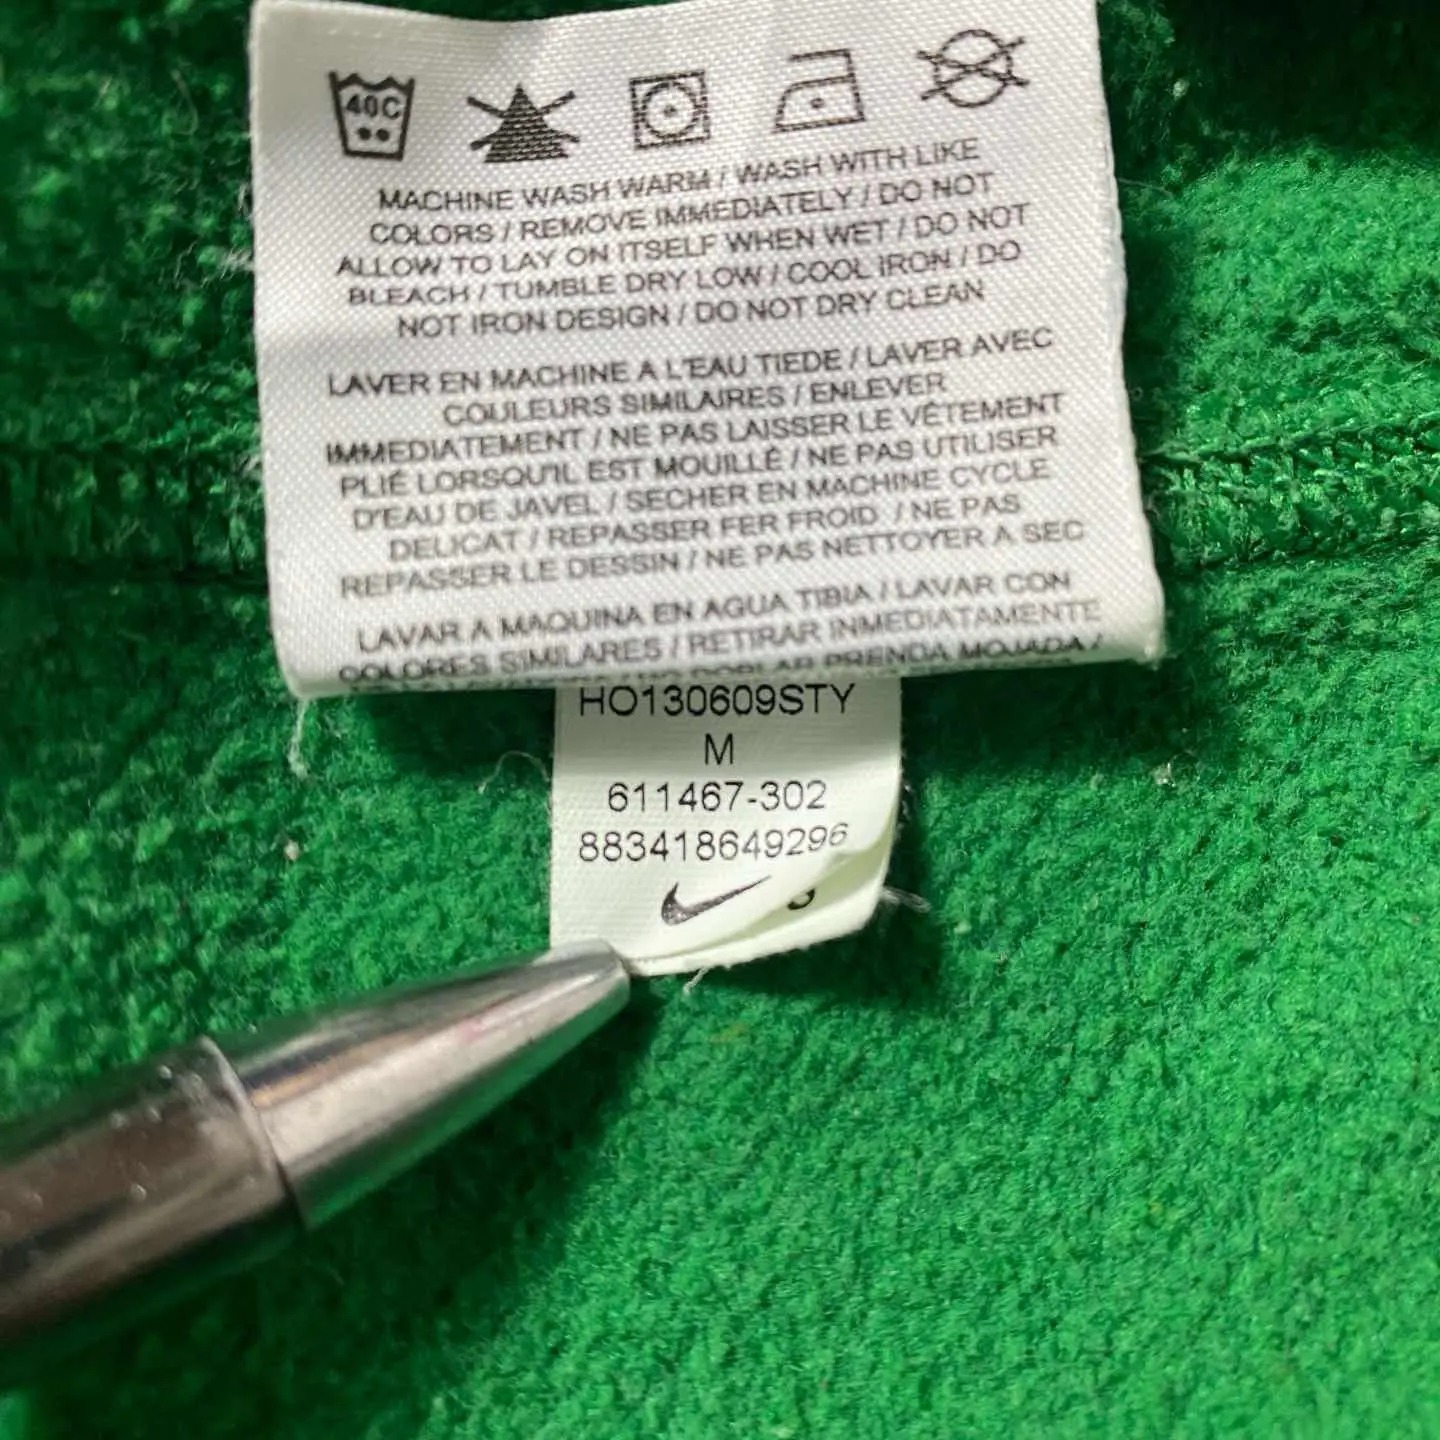 40C
MACHINE WASH WARM / WASH WITH LIKE
COLORS / REMOVE IMMEDIATELY / DO NOT
ALLOW TO LAY ON ITSELF WHEN WET / DO NOT
BLEACH / TUMBLE DRY LOW / COOL IRON / DO
NOT IRON DESIGN / DO NOT DRY CLEAN
LAVER EN MACHINE A L'EAU TIEDE / LAVER AVEC
COULEURS SIMILAIRES / ENLEVER
IMMEDIATEMENT / NE PAS LAISSER LE VÊTEMENT
PLIÉ LORSQU'IL EST MOUILLÉ / NE PAS UTILISER
D'EAU DE JAVEL / SECHER EN MACHINE CYCLE
DELICAT / REPASSER FER FROID / NE PAS
REPASSER LE DESSIN / NE PAS NETTOYER A SEC
LAVAR A MAQUINA EN AGUA TIBIA / LAVAR CON
COLORES SIMILARES / RETIRAR INMEDIATAMENTE
DOBLAR PRENDA MOJADA /
HO130609STY
M
611467-302
883418649296